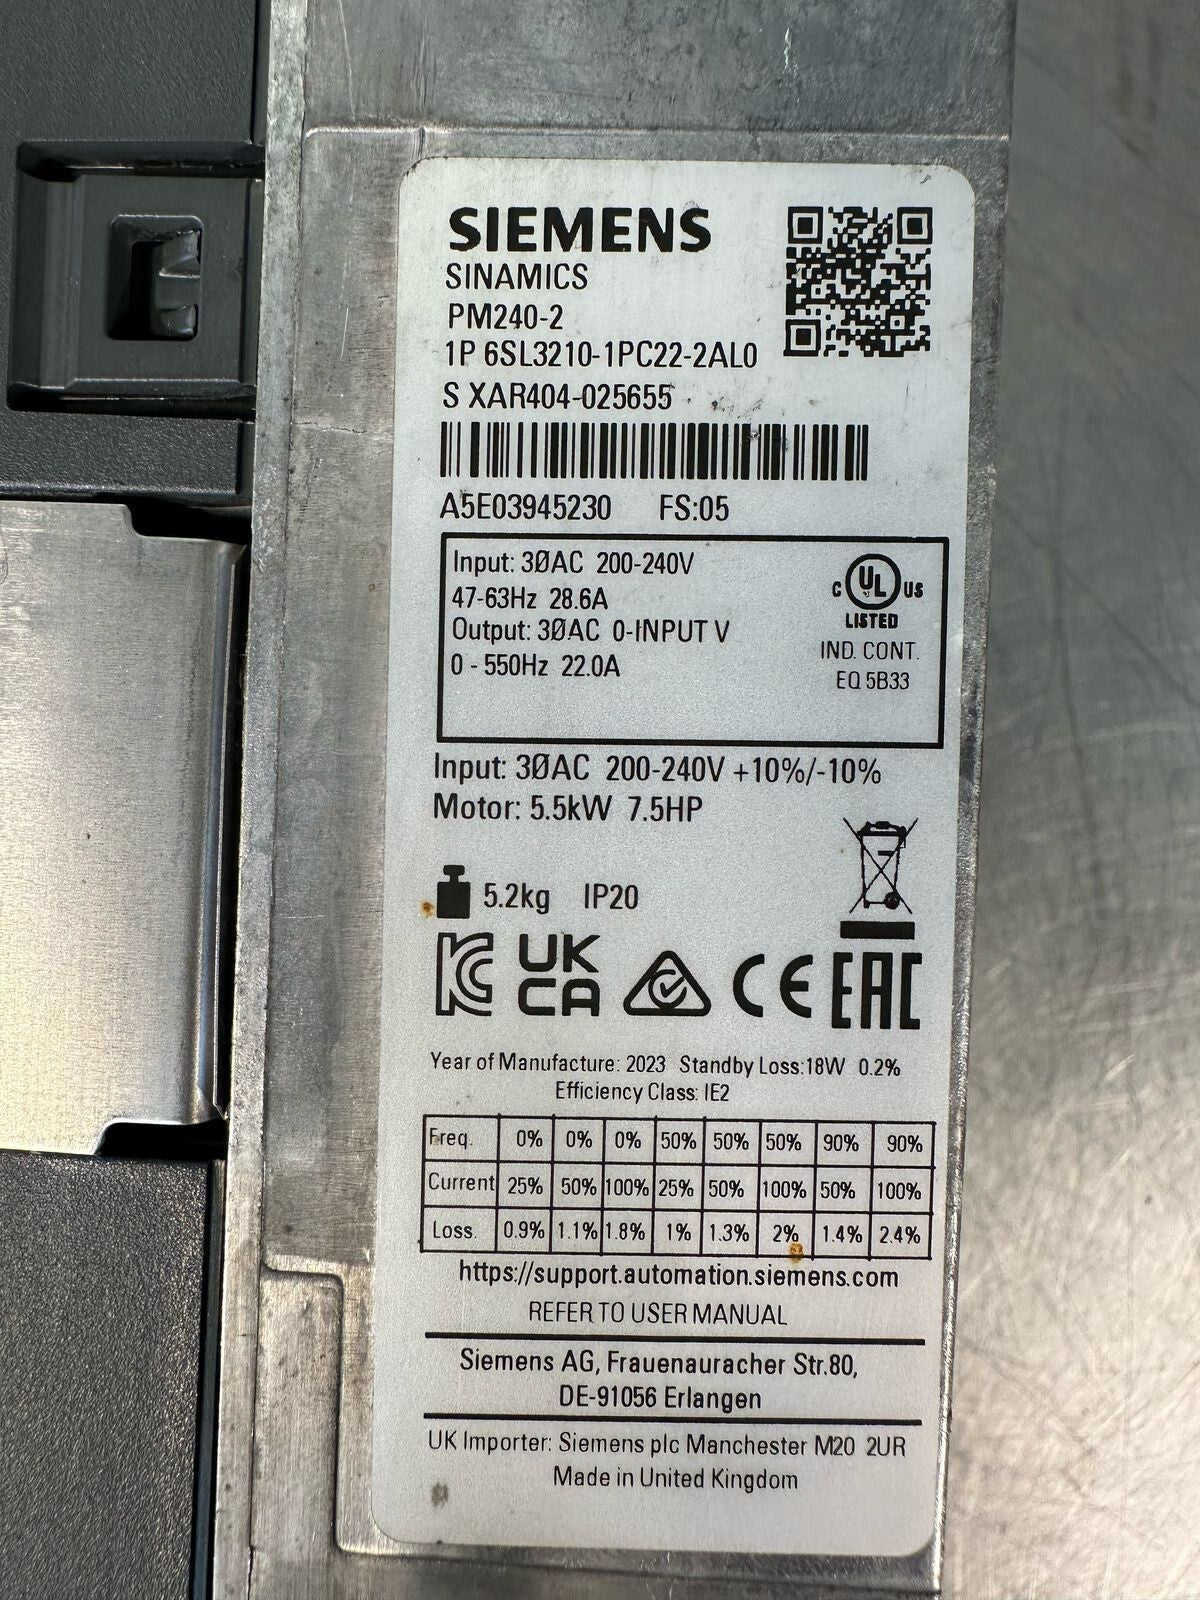 SIEMENS
SINAMICS
PM240-2
1P 6SL3210-1PC22-2AL0
S XAR404-025655
A5E03945230 FS:05
Input: 3ØAC 200-240V
47-63Hz 28.6A
Output: 3ØAC 0-INPUT V
0 - 550Hz 22.0A
C UL US
LISTED
IND. CONT.
EQ 5B33
Input: 3ØAC 200-240V +10%/-10%
Motor: 5.5kW 7.5HP
5.2kg IP20
KC UK CA CE EAC
Year of Manufacture: 2023 Standby Loss:18W 0.2%
Efficiency Class: IE2
Freq. 0% 0% 0% 50% 50% 50% 90% 90%
Current 25% 50% 100% 25% 50% 100% 50% 100%
Loss. 0.9% 1.1% 1.8% 1% 1.3% 2% 1.4% 2.4%
https://support.automation.siemens.com
REFER TO USER MANUAL
Siemens AG, Frauenauracher Str.80,
DE-91056 Erlangen
UK Importer: Siemens plc Manchester M20 2UR
Made in United Kingdom